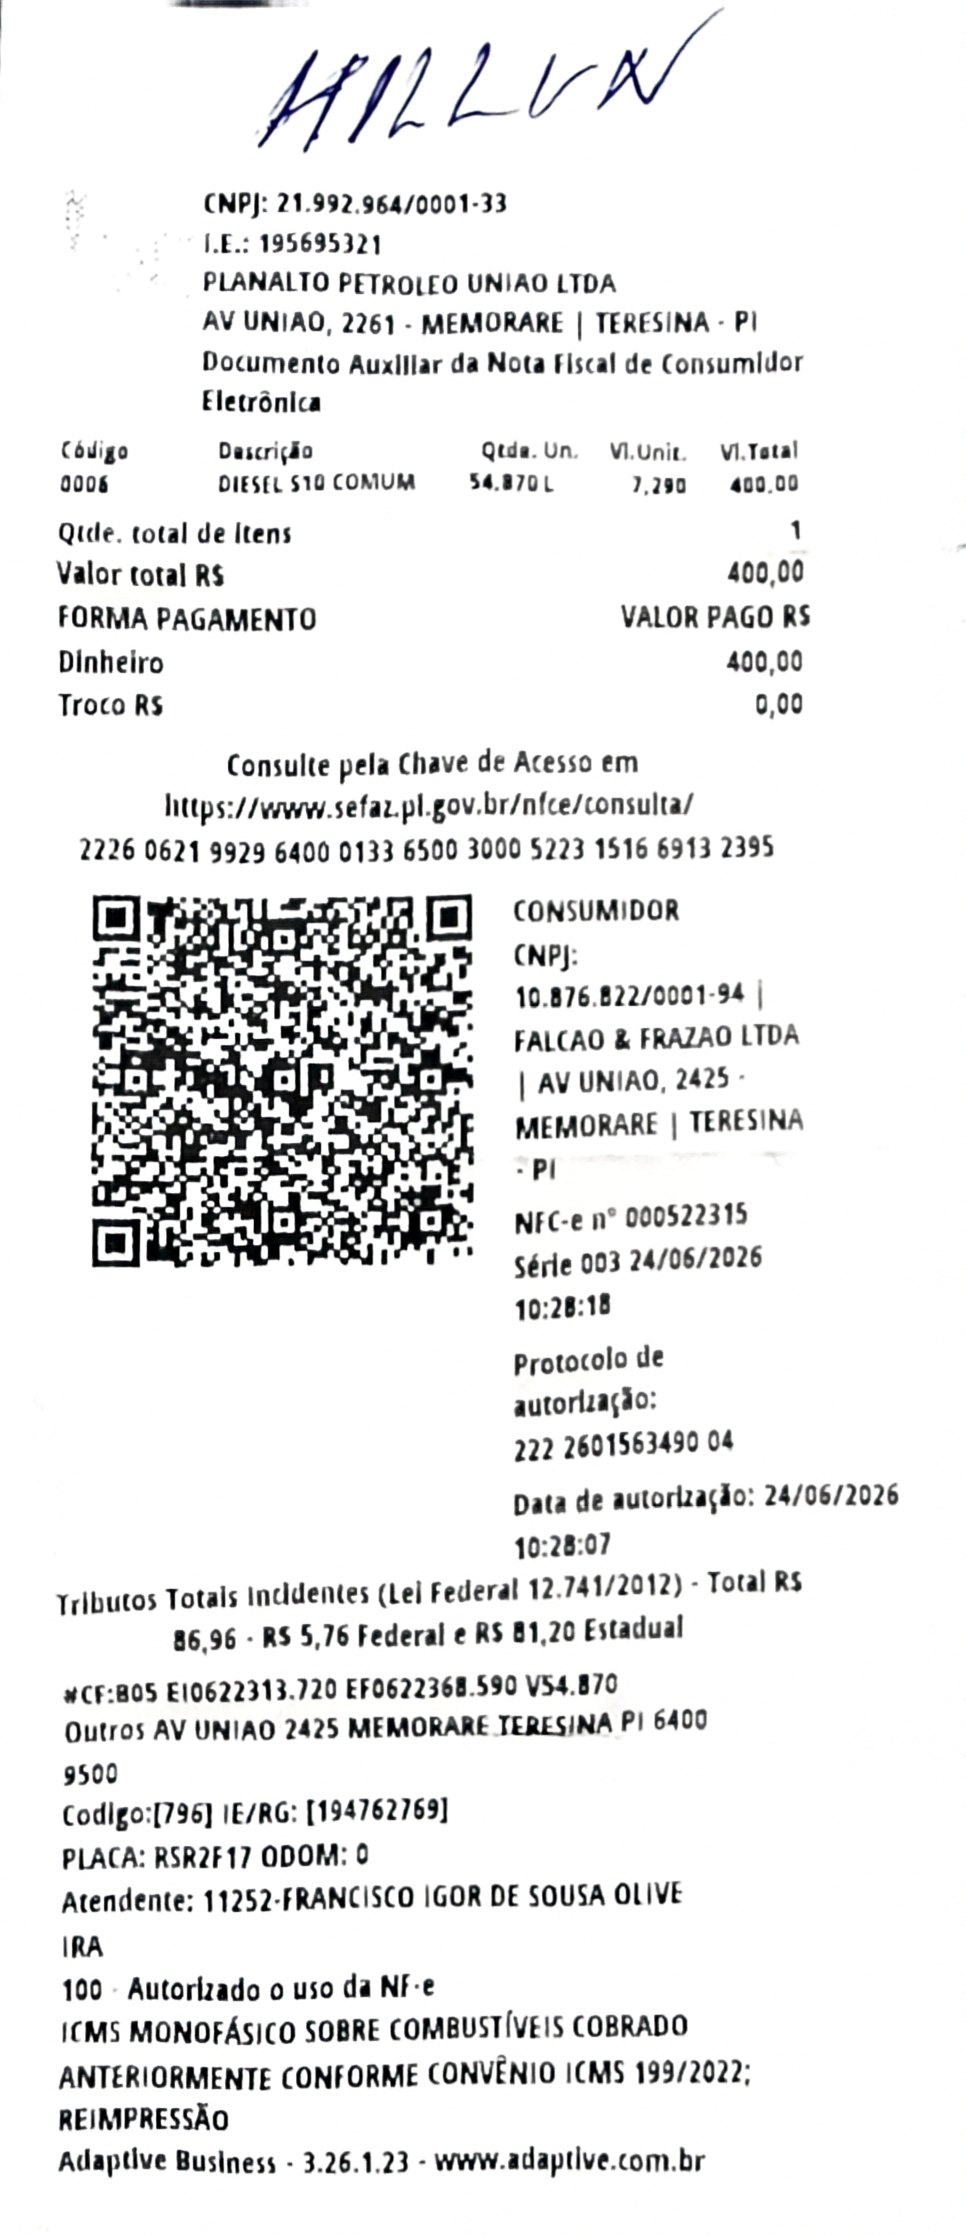 CNPJ: 21.992.964/0001-33
I.E.: 195695321
PLANALTO PETROLEO UNIAO LTDA
AV UNIAO, 2261 - MEMORARE | TERESINA - PI
Documento Auxiliar da Nota Fiscal de Consumidor
Eletrônica
Código Descrição Qtde. Un. Vl.Unit. Vl.Total
0006 DIESEL S10 COMUM 54.870 L 7,290 400.00
Qtde. total de itens 1
Valor total R$ 400,00
FORMA PAGAMENTO VALOR PAGO R$
Dinheiro 400,00
Troco R$ 0,00
Consulte pela Chave de Acesso em
https://www.sefaz.pi.gov.br/nfce/consulta/
2226 0621 9929 6400 0133 6500 3000 5223 1516 6913 2395
CONSUMIDOR
CNPJ:
10.876.822/0001-94 |
FALCAO & FRAZAO LTDA
| AV UNIAO, 2425 -
MEMORARE | TERESINA
- PI
NFC-e nº 000522315
Série 003 24/06/2026
10:28:18
Protocolo de
autorização:
222 2601563490 04
Data de autorização: 24/06/2026
10:28:07
Tributos Totais Incidentes (Lei Federal 12.741/2012) - Total R$
86,96 - R$ 5,76 Federal e R$ 81,20 Estadual
#CF:B05 EI0622313.720 EF0622368.590 V54.870
Outros AV UNIAO 2425 MEMORARE TERESINA PI 6400
9500
Codigo:[796] IE/RG: [194762769]
PLACA: RSR2F17 ODOM: 0
Atendente: 11252-FRANCISCO IGOR DE SOUSA OLIVE
IRA
100 - Autorizado o uso da NF-e
ICMS MONOFÁSICO SOBRE COMBUSTÍVEIS COBRADO
ANTERIORMENTE CONFORME CONVÊNIO ICMS 199/2022;
REIMPRESSÃO
Adaptive Business - 3.26.1.23 - www.adaptive.com.br